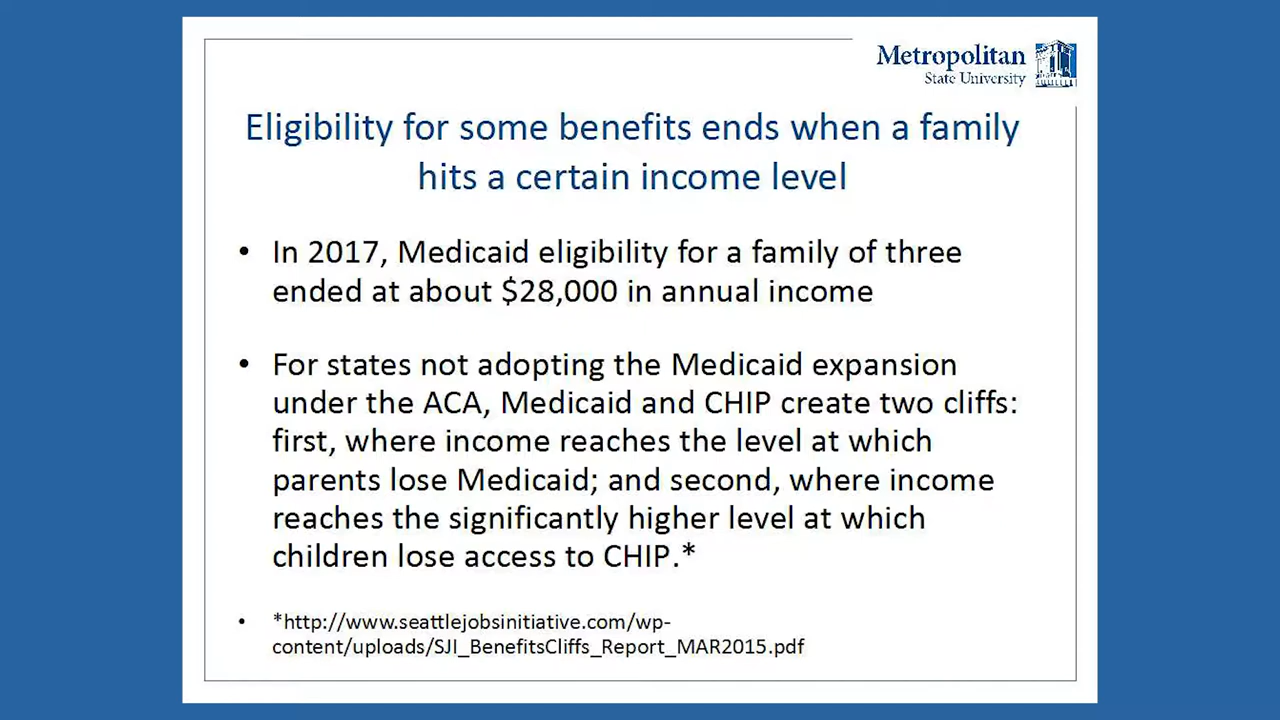 Metropolitan
State University
Eligibility for some benefits ends when a family
hits a certain income level
• In 2017, Medicaid eligibility for a family of three
ended at about $28,000 in annual income
• For states not adopting the Medicaid expansion
under the ACA, Medicaid and CHIP create two cliffs:
first, where income reaches the level at which
parents lose Medicaid; and second, where income
reaches the significantly higher level at which
children lose access to CHIP.*
• *http://www.seattlejobsinitiative.com/wp-
content/uploads/SJI_BenefitsCliffs_Report_MAR2015.pdf